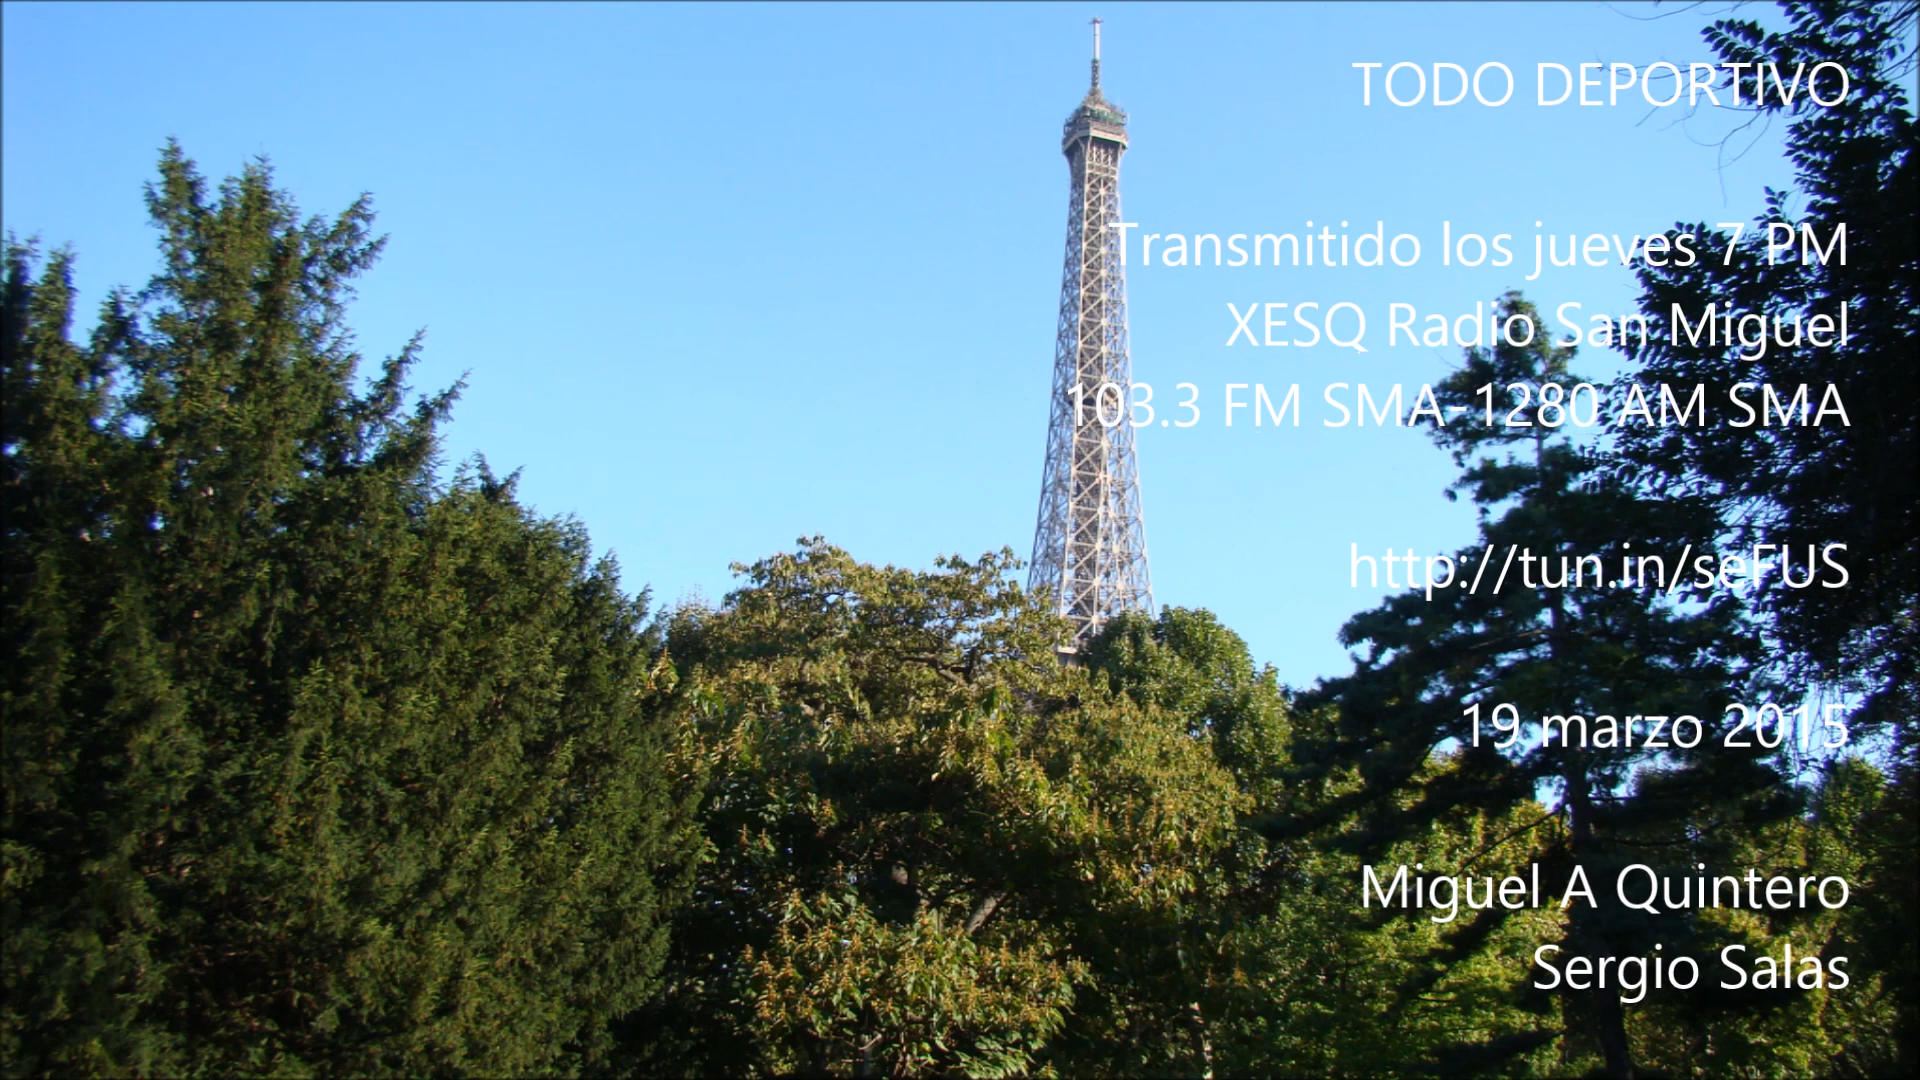 TODO DEPORTIVO
Transmitido los jueves 7 PM
XESQ Radio San Miguel
103.3 FM SMA-1280 AM SMA
http://tun.in/seFUS
19 marzo 2015
Miguel A Quintero
Sergio Salas